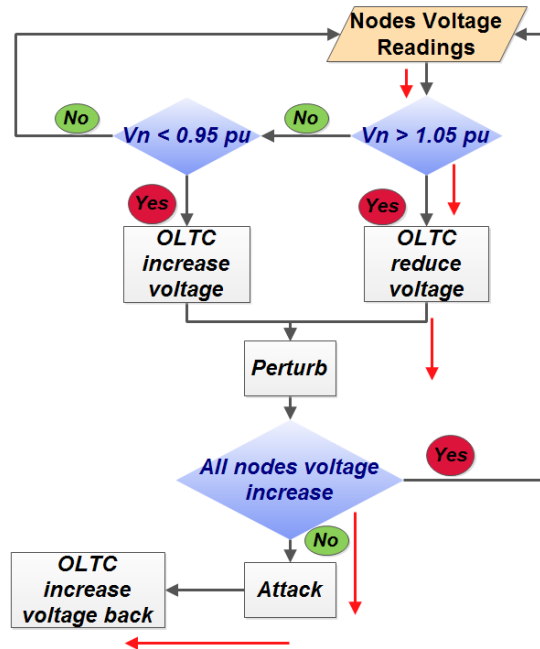 Nodes Voltage
Readings
No
Vn < 0.95 pu
No
Vn > 1.05 pu
Yes
Yes
OLTC
increase
voltage
OLTC
reduce
voltage
Perturb
All nodes voltage
increase
Yes
No
OLTC
increase
voltage back
Attack